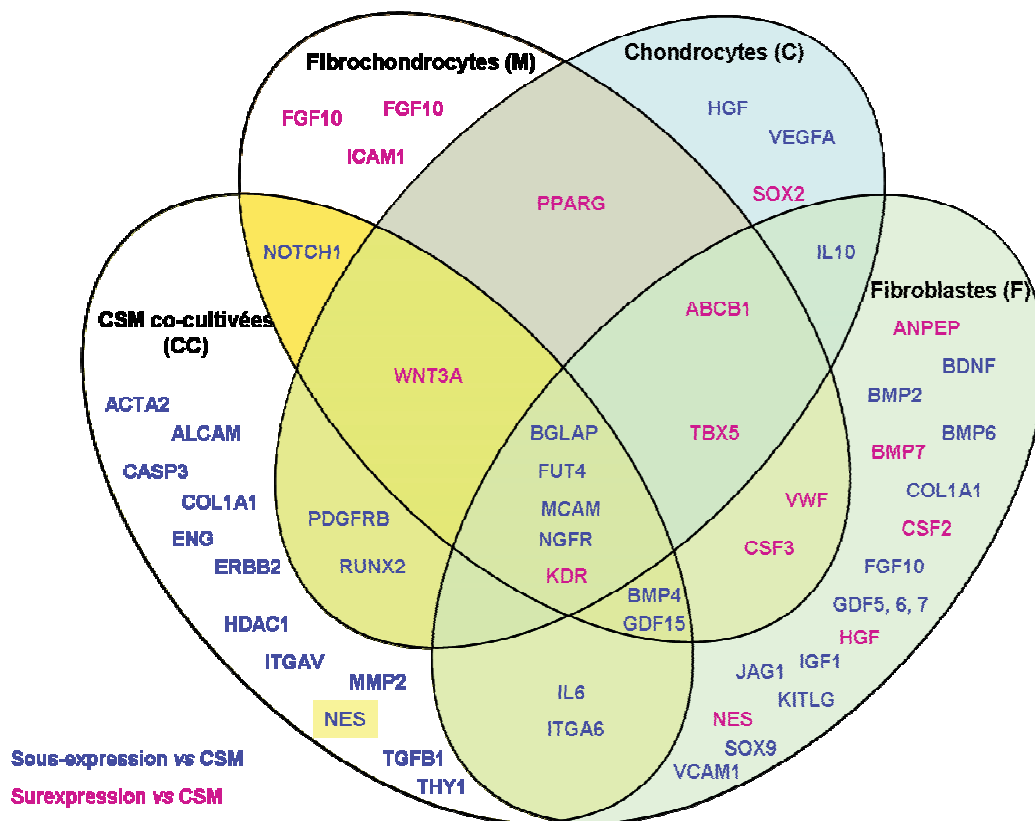 Fibrochondrocytes (M)
FGF10
FGF10
ICAM1
Chondrocytes (C)
HGF
VEGFA
SOX2
PPARG
NOTCH1
IL10
ABCB1
Fibroblastes (F)
ANPEP
BDNF
BMP2
BMP6
BMP7
COL1A1
CSF2
FGF10
GDF5, 6, 7
HGF
IGF1
JAG1
KITLG
NES
SOX9
VCAM1
CSM co-cultivées
(CC)
ACTA2
ALCAM
CASP3
COL1A1
ENG
ERBB2
HDAC1
ITGAV
MMP2
NES
TGFB1
THY1
WNT3A
TBX5
BGLAP
FUT4
MCAM
NGFR
KDR
PDGFRB
RUNX2
VWF
CSF3
BMP4
GDF15
IL6
ITGA6
Sous-expression vs CSM
Surexpression vs CSM